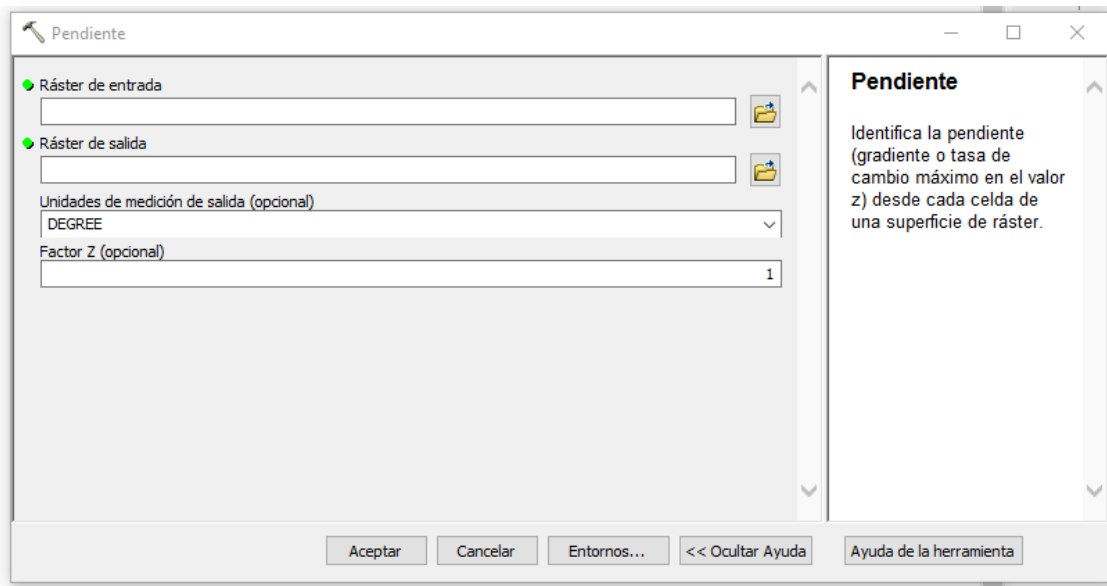 Pendiente
Ráster de entrada
Ráster de salida
Unidades de medición de salida (opcional)
DEGREE
Factor Z (opcional)
1
Pendiente
Identifica la pendiente
(gradiente o tasa de
cambio máximo en el valor
z) desde cada celda de
una superficie de ráster.
Aceptar
Cancelar
Entornos...
<< Ocultar Ayuda
Ayuda de la herramienta